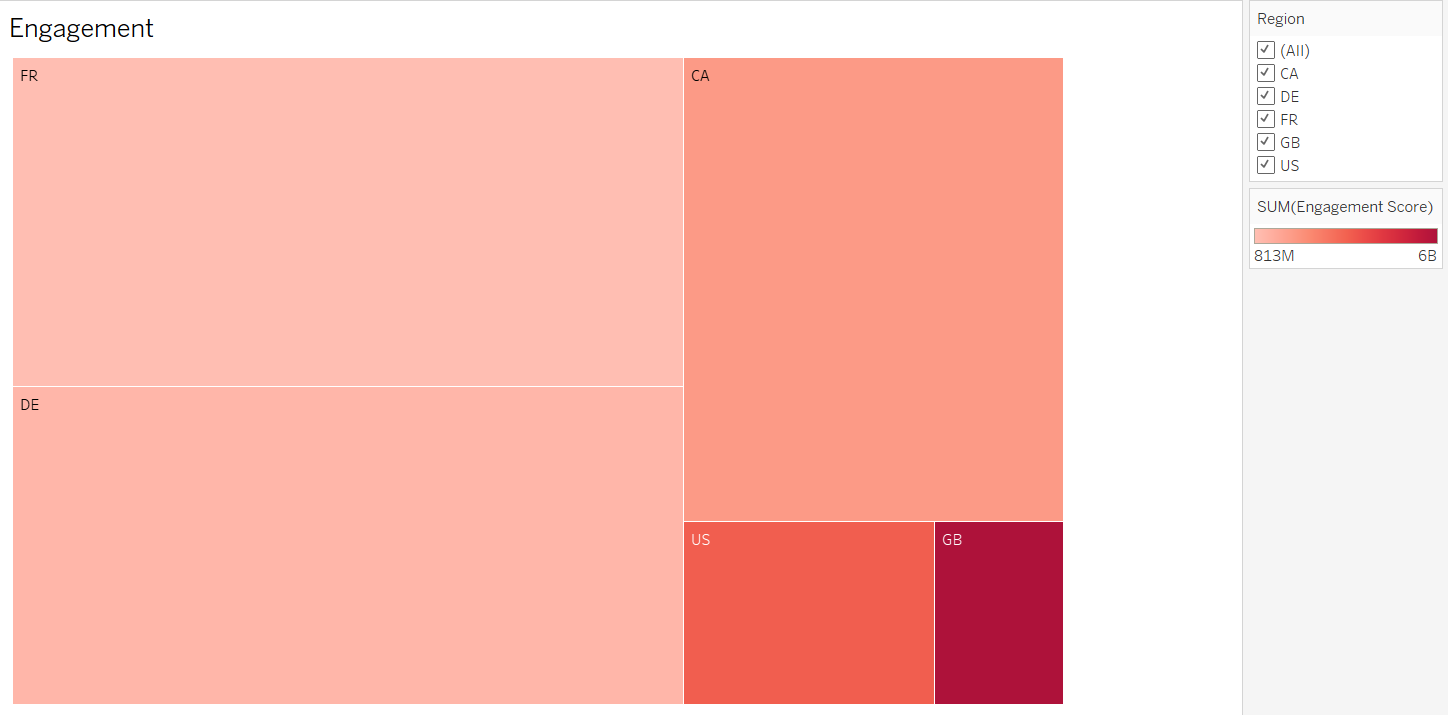 Engagement
FR
CA
DE
US
GB
Region
(All)
CA
DE
FR
GB
US
SUM(Engagement Score)
813M 6B